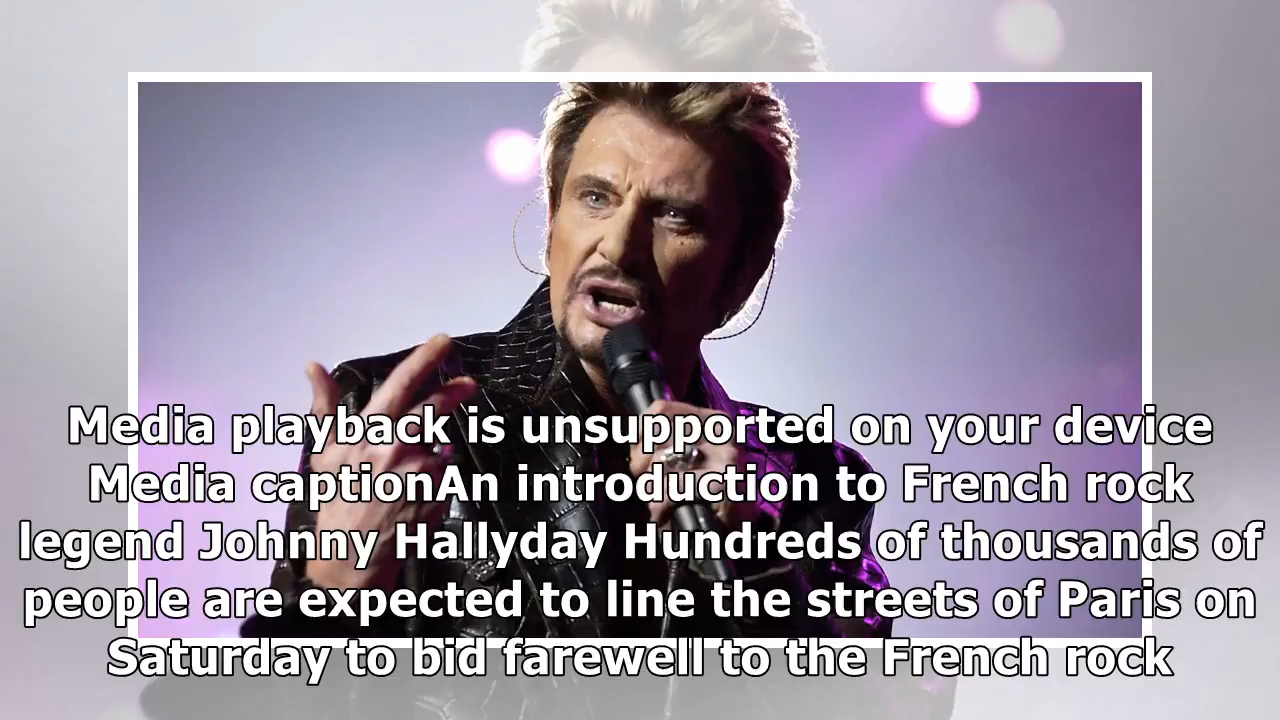 Media playback is unsupported on your device
Media captionAn introduction to French rock
legend Johnny Hallyday Hundreds of thousands of
people are expected to line the streets of Paris on
Saturday to bid farewell to the French rock